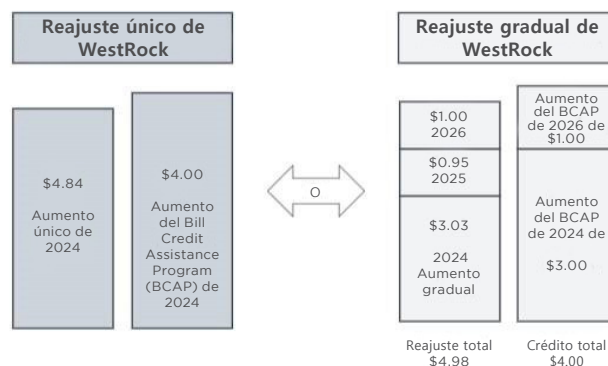 Reajuste único de
WestRock
$4.84
Aumento
único de
2024
$4.00
Aumento
del Bill
Credit
Assistance
Program
(BCAP) de
2024
O
Reajuste gradual de
WestRock
$1.00
2026
$0.95
2025
$3.03
2024
Aumento
gradual
Reajuste total
$4.98
Aumento
del BCAP
de 2026 de
$1.00
Aumento
del BCAP
de 2024 de
$3.00
Crédito total
$4.00